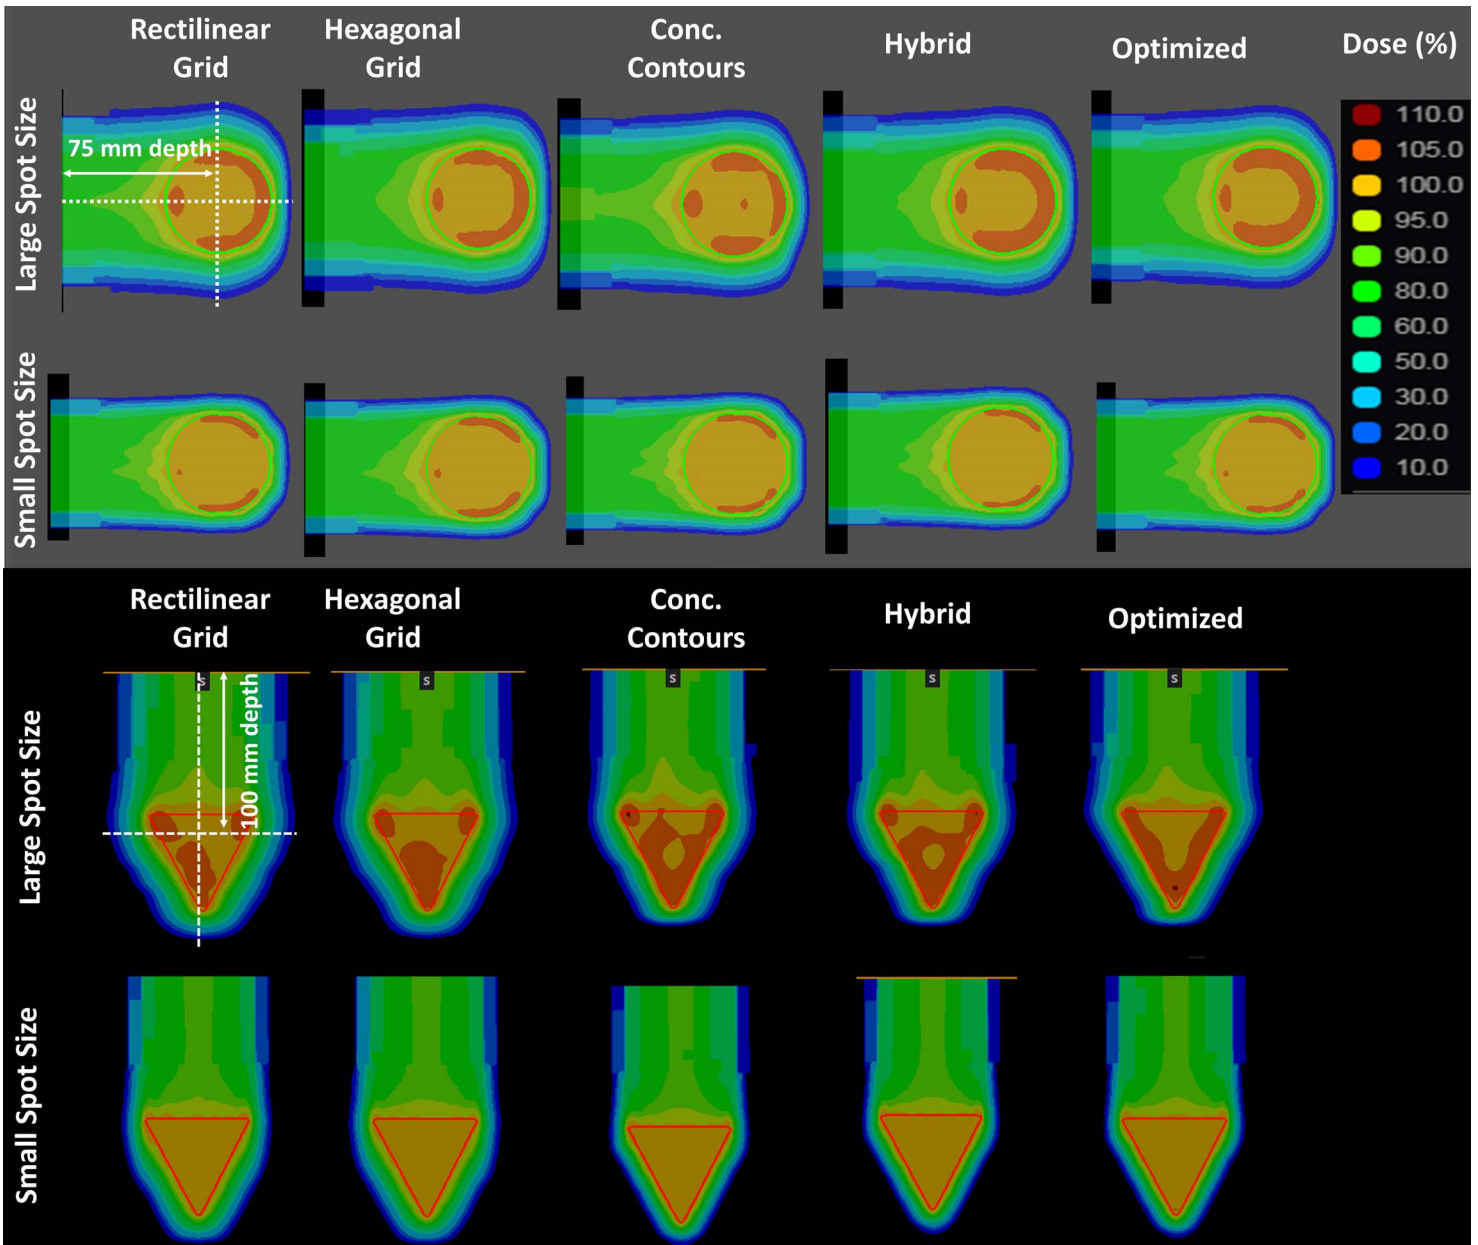 Rectilinear
Grid
Hexagonal
Grid
Conc.
Contours
Hybrid
Optimized
Dose (%)
Large Spot Size
75 mm depth
110.0
105.0
100.0
95.0
90.0
80.0
60.0
50.0
30.0
20.0
10.0
Small Spot Size
Rectilinear
Grid
Hexagonal
Grid
Conc.
Contours
Hybrid
Optimized
Large Spot Size
S
100 mm depth
S
S
S
S
Small Spot Size